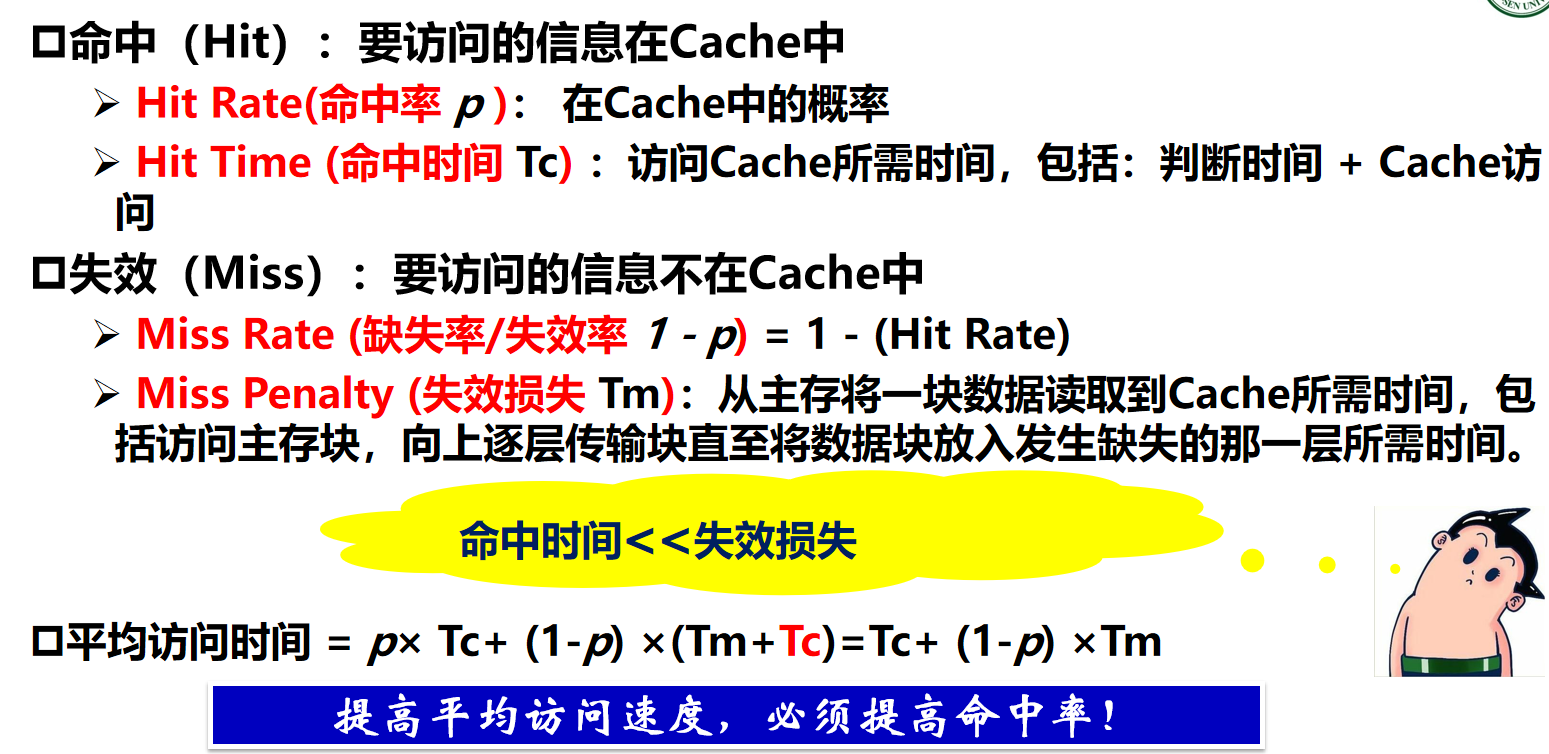 命中（Hit）：要访问的信息在Cache中
Hit Rate(命中率 p )： 在Cache中的概率
Hit Time (命中时间 Tc) ：访问Cache所需时间，包括：判断时间 + Cache访
问
失效（Miss）：要访问的信息不在Cache中
Miss Rate (缺失率/失效率 1 - p) = 1 - (Hit Rate)
Miss Penalty (失效损失 Tm)：从主存将一块数据读取到Cache所需时间，包
括访问主存块，向上逐层传输块直至将数据块放入发生缺失的那一层所需时间。
命中时间<<失效损失
平均访问时间 = p× Tc+ (1-p) ×(Tm+Tc)=Tc+ (1-p) ×Tm
提高平均访问速度，必须提高命中率！